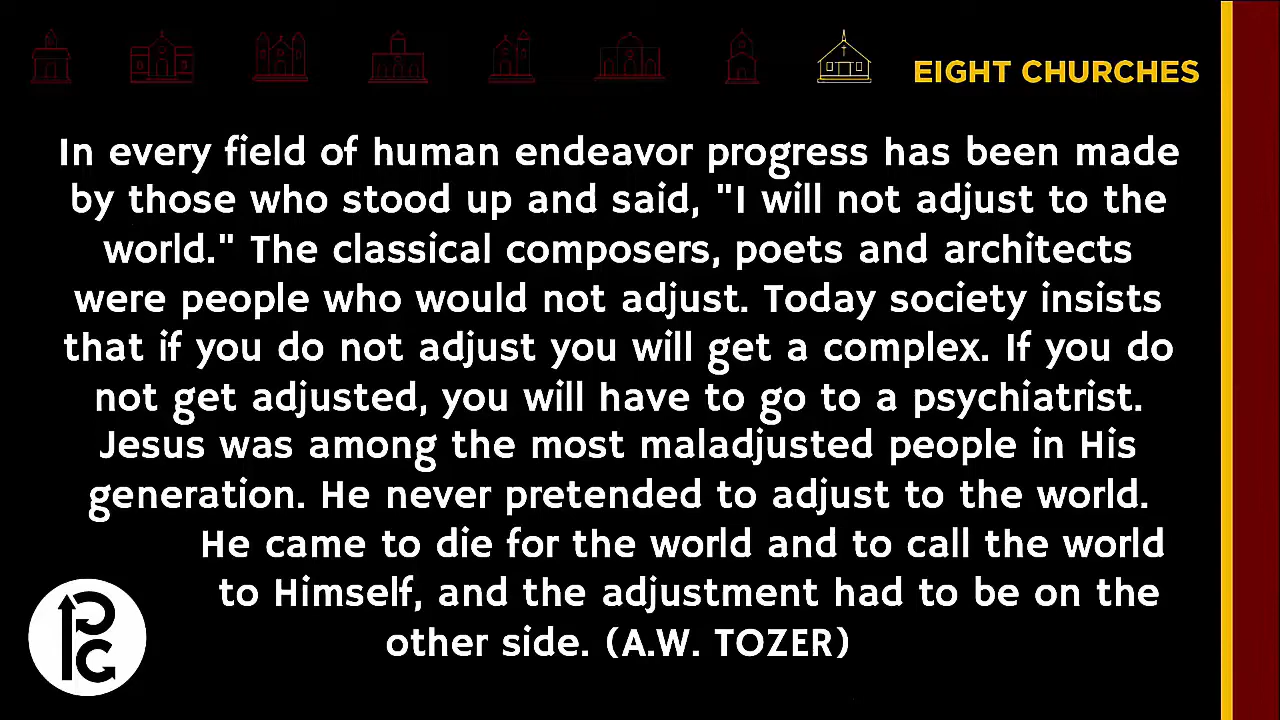 EIGHT CHURCHES
In every field of human endeavor progress has been made
by those who stood up and said, "I will not adjust to the
world." The classical composers, poets and architects
were people who would not adjust. Today society insists
that if you do not adjust you will get a complex. If you do
not get adjusted, you will have to go to a psychiatrist.
Jesus was among the most maladjusted people in His
generation. He never pretended to adjust to the world.
He came to die for the world and to call the world
to Himself, and the adjustment had to be on the
other side. (A.W. TOZER)
PG